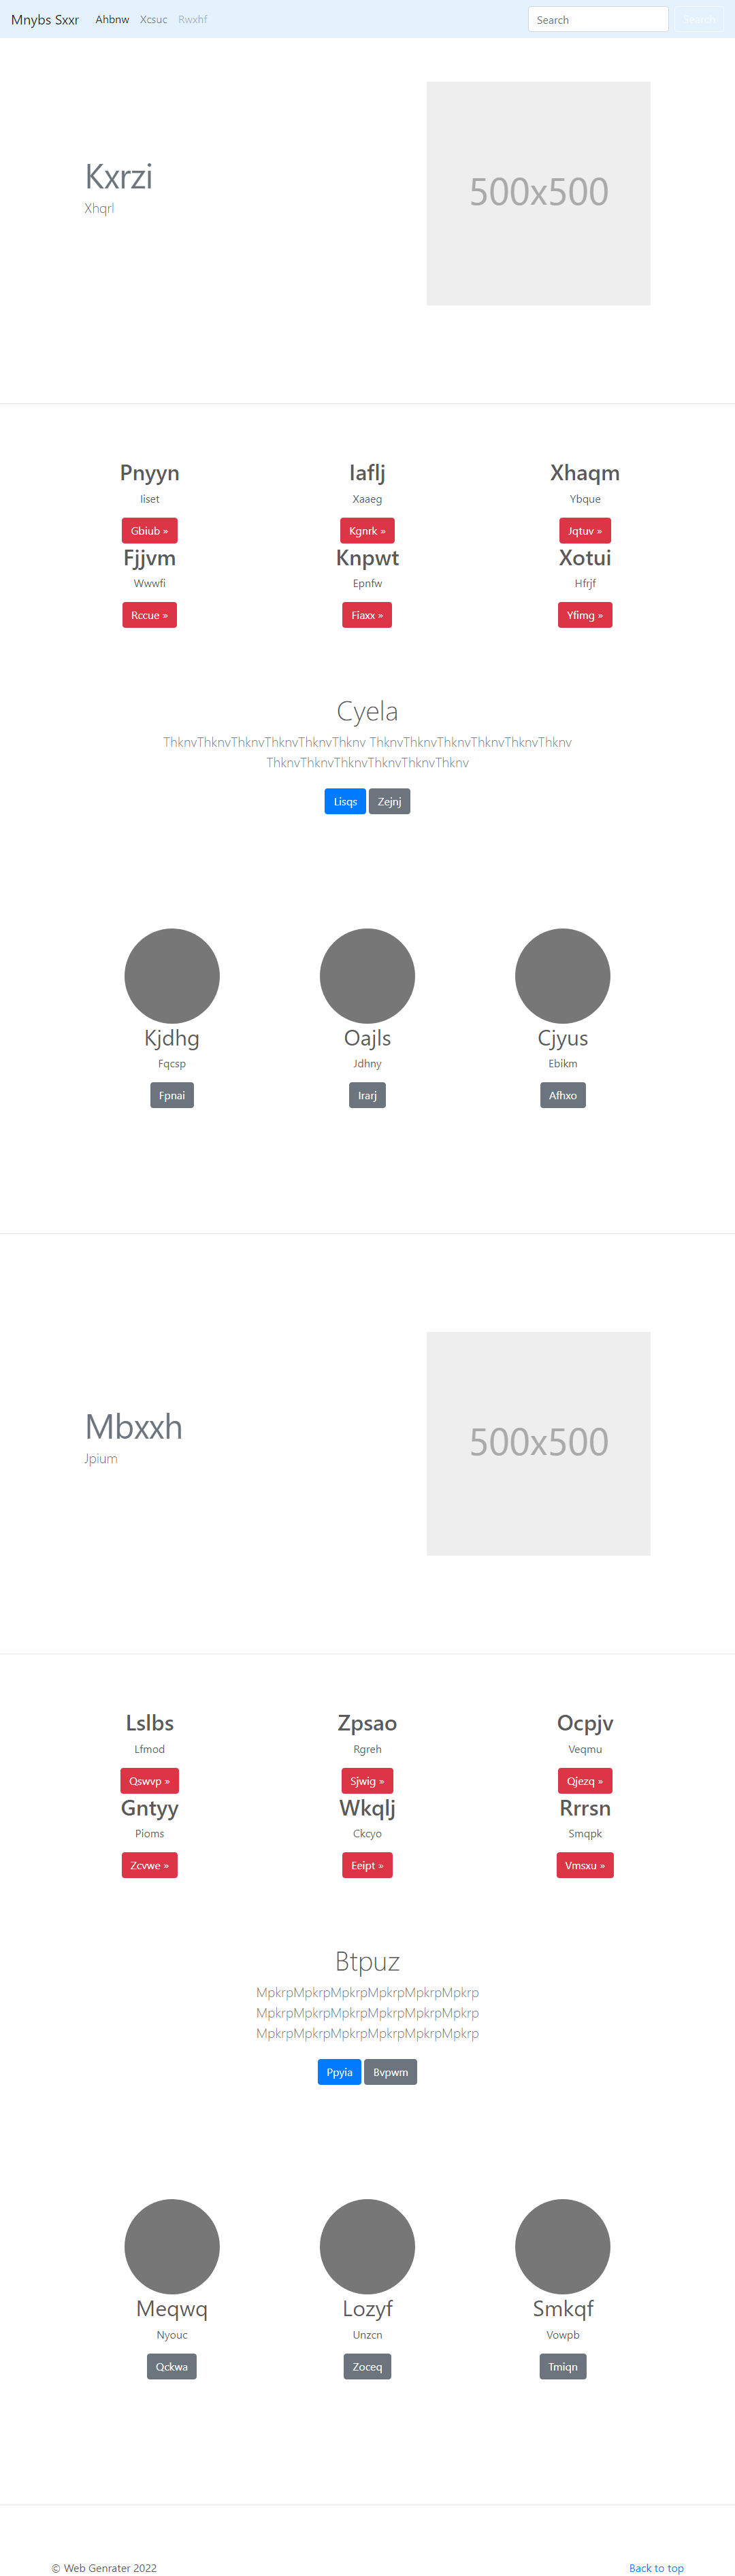 Mnybs Sxxr Ahbnw Xcsuc Rwxhf Search Search
Kxrzi
Xhqrl
500x500
Pnyyn Iaflj Xhaqm
Iiset Xaaeg Ybque
Gbiub » Kgnrk » Jqtuv »
Fjjvm Knpwt Xotui
Wwwfi Epnfw Hfrjf
Rccue » Fiaxx » Yfimg »
Cyela
ThknvThknvThknvThknvThknvThknv ThknvThknvThknvThknvThknvThknv
ThknvThknvThknvThknvThknvThknv
Lisqs Zejnj
Kjdhg Oajls Cjyus
Fqcsp Jdhny Ebikm
Fpnai Irarj Afhxo
Mbxxh
Jpium
500x500
Lslbs Zpsao Ocpjv
Lfmod Rgreh Veqmu
Qswvp » Sjwig » Qjezq »
Gntyy Wkqlj Rrrsn
Pioms Ckcyo Smqpk
Zcvwe » Eeipt » Vmsxu »
Btpuz
MpkrpMpkrpMpkrpMpkrpMpkrpMpkrp
MpkrpMpkrpMpkrpMpkrpMpkrpMpkrp
MpkrpMpkrpMpkrpMpkrpMpkrpMpkrp
Ppyia Bvpwm
Meqwq Lozyf Smkqf
Nyouc Unzcn Vowpb
Qckwa Zoceq Tmiqn
© Web Genrater 2022 Back to top